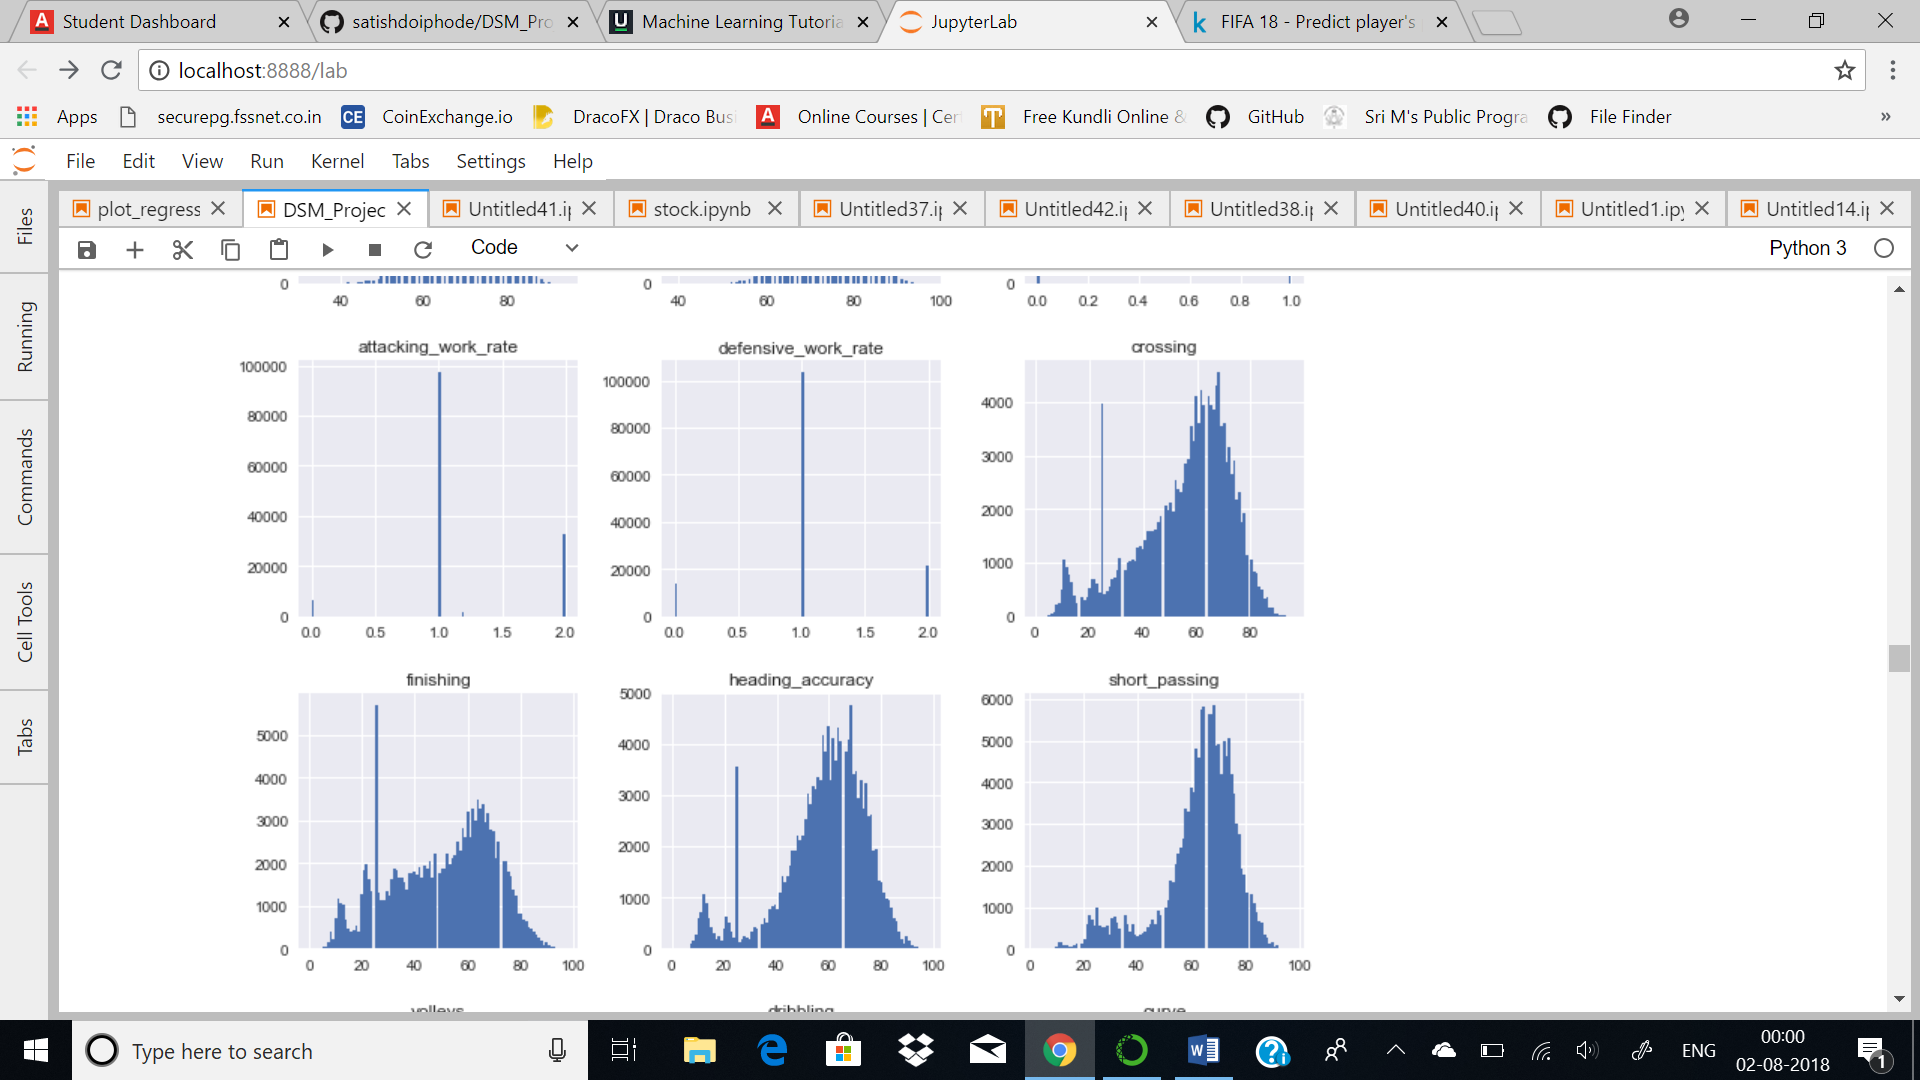 Student Dashboard
satishdoiphode/DSM_Pro
Machine Learning Tutoria
JupyterLab
FIFA 18 - Predict player's
localhost:8888/lab
Apps
securepg.fssnet.co.in
CE CoinExchange.io
DracoFX | Draco Busi
Online Courses | Cer
Free Kundli Online &
GitHub
Sri M's Public Progra
File Finder
»
File Edit View Run Kernel Tabs Settings Help
plot_regress
DSM_Projec
Untitled41.i
stock.ipynb
Untitled37.i
Untitled42.i
Untitled38.i
Untitled40.i
Untitled1.ipy
Untitled14.i
Code
Python 3
Files
Running
Commands
Cell Tools
Tabs
0
40 60 80
0
40 60 80 100
0
0.0 0.2 0.4 0.6 0.8 1.0
attacking_work_rate
100000
80000
60000
40000
20000
0
0.0 0.5 1.0 1.5 2.0
defensive_work_rate
100000
80000
60000
40000
20000
0
0.0 0.5 1.0 1.5 2.0
crossing
4000
3000
2000
1000
0
0 20 40 60 80
finishing
5000
4000
3000
2000
1000
0
0 20 40 60 80 100
heading_accuracy
5000
4000
3000
2000
1000
0
0 20 40 60 80 100
short_passing
6000
5000
4000
3000
2000
1000
0
0 20 40 60 80 100
volleys
dribbling
curve
Type here to search
ENG
00:00
02-08-2018
1